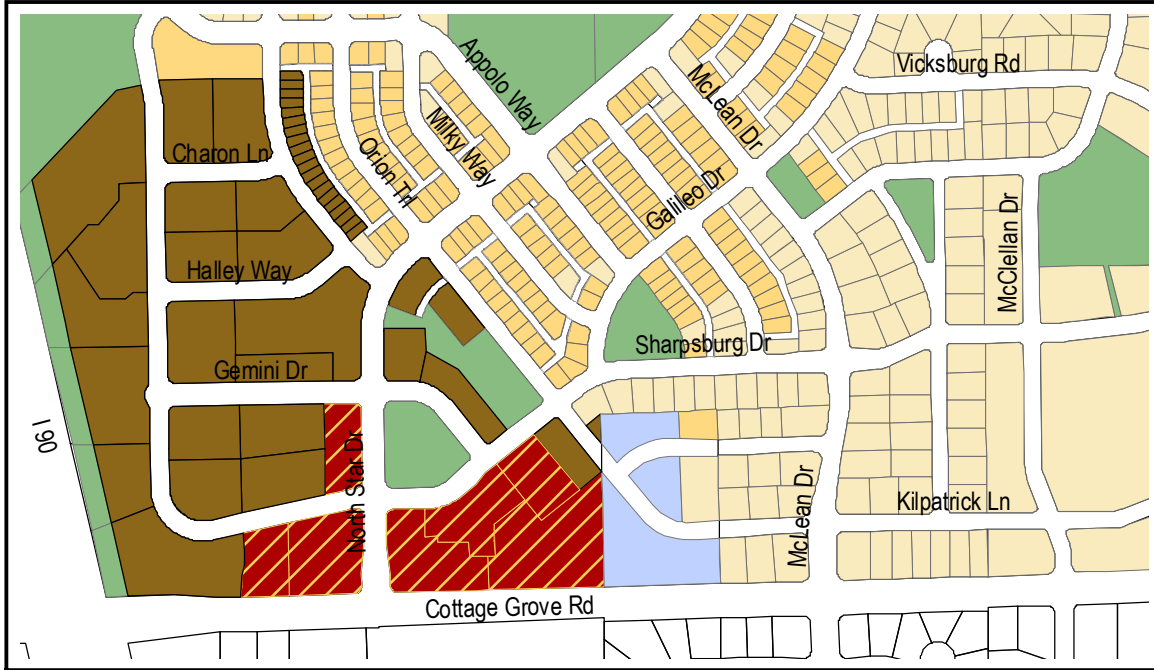 Appolo Way
McLean Dr
Vicksburg Rd
Charon Ln
Orion Trl
Milky Way
Galileo Dr
McClellan Dr
Halley Way
Sharpsburg Dr
Gemini Dr
I 90
North Star Dr
McLean Dr
Kilpatrick Ln
Cottage Grove Rd